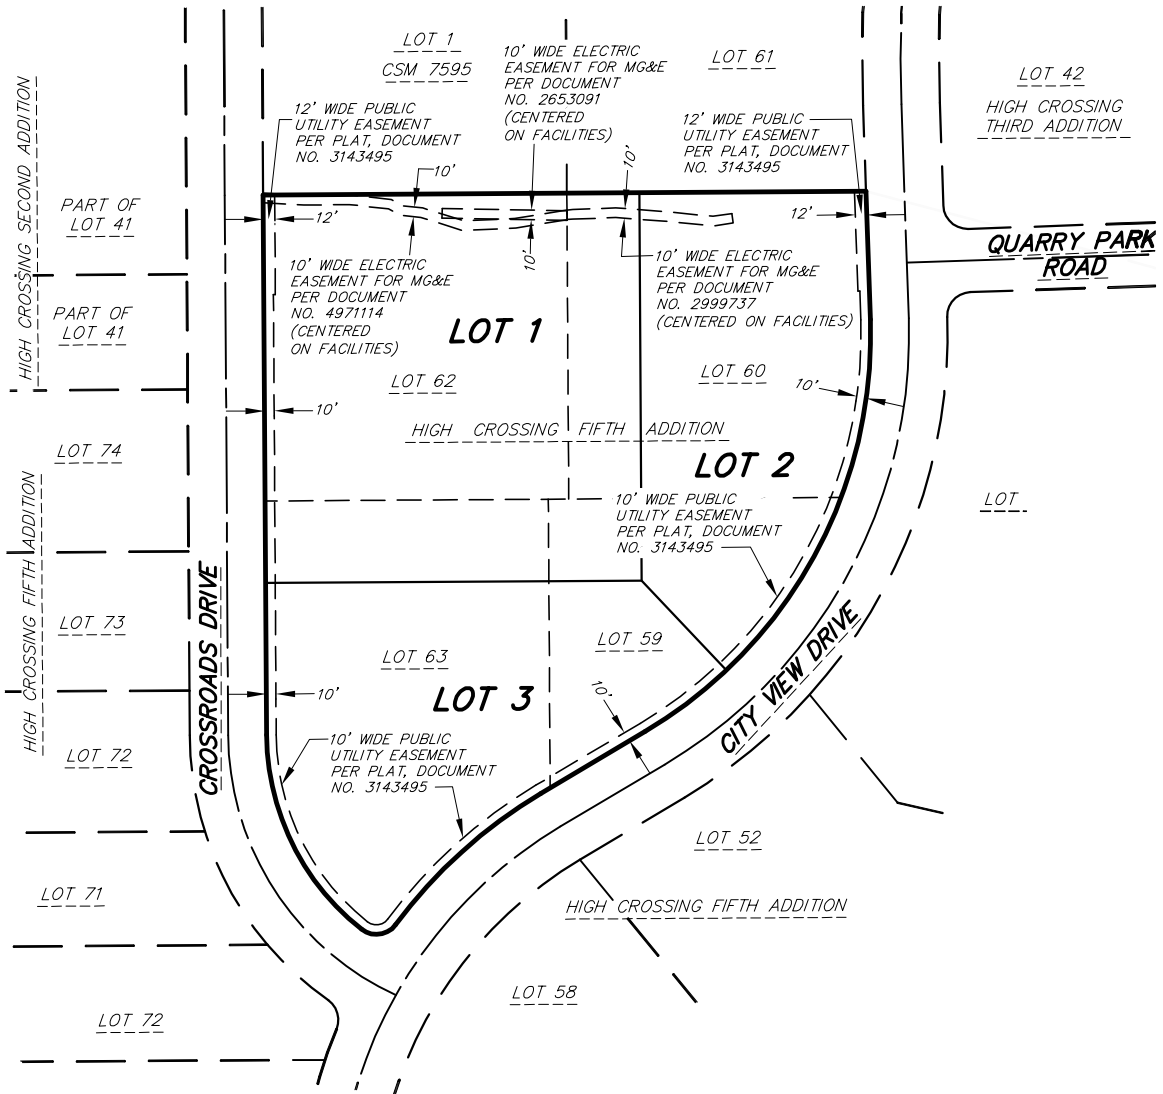 LOT 1
CSM 7595
10' WIDE ELECTRIC
EASEMENT FOR MG&E
PER DOCUMENT
NO. 2653091
(CENTERED
ON FACILITIES)
LOT 61
LOT 42
HIGH CROSSING
THIRD ADDITION
HIGH CROSSING SECOND ADDITION
12' WIDE PUBLIC
UTILITY EASEMENT
PER PLAT, DOCUMENT
NO. 3143495
12' WIDE PUBLIC
UTILITY EASEMENT
PER PLAT, DOCUMENT
NO. 3143495
10'
10'
PART OF
LOT 41
12'
12'
QUARRY PARK
ROAD
10'
10' WIDE ELECTRIC
EASEMENT FOR MG&E
PER DOCUMENT
NO. 4971114
(CENTERED
ON FACILITIES)
10' WIDE ELECTRIC
EASEMENT FOR MG&E
PER DOCUMENT
NO. 2999737
(CENTERED ON FACILITIES)
PART OF
LOT 41
LOT 1
LOT 62
LOT 60
10'
10'
HIGH CROSSING FIFTH ADDITION
LOT 74
LOT 2
10' WIDE PUBLIC
UTILITY EASEMENT
PER PLAT, DOCUMENT
NO. 3143495
LOT
HIGH CROSSING FIFTH ADDITION
CROSSROADS DRIVE
LOT 73
LOT 59
LOT 63
CITY VIEW DRIVE
10'
LOT 3
10'
LOT 72
10' WIDE PUBLIC
UTILITY EASEMENT
PER PLAT, DOCUMENT
NO. 3143495
LOT 52
LOT 71
HIGH CROSSING FIFTH ADDITION
LOT 58
LOT 72